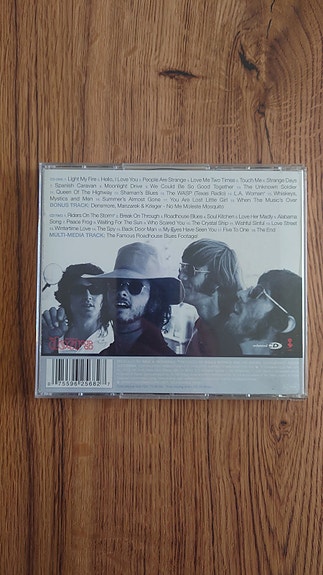 Light My Fire Hello, I Love You People Are Strange Love Me Two Times Touch Me Strange Days
Spanish Caravan Moonlight Drive We Could Be So Good Together The Unknown Soldier
Queen Of The Highway Shaman's Blues The WASP (Texas Radio) L.A. Woman Whiskey,
Mystics and Men Summer's Almost Gone You Are Lost Little Girl When The Music's Over
BONUS TRACK: Densmore, Manzarek & Krieger - No Me Moleste Mosquito
Riders On The Storm Break On Through Roadhouse Blues Soul Kitchen Love Her Madly Alabama
Song Peace Frog Waiting For The Sun Who Scared You The Crystal Ship Wishful Sinful Love Street
Wintertime Love The Spy Back Door Man My Eyes Have Seen You Five To One The End
MULTI-MEDIA TRACK: The Famous Roadhouse Blues Footage!